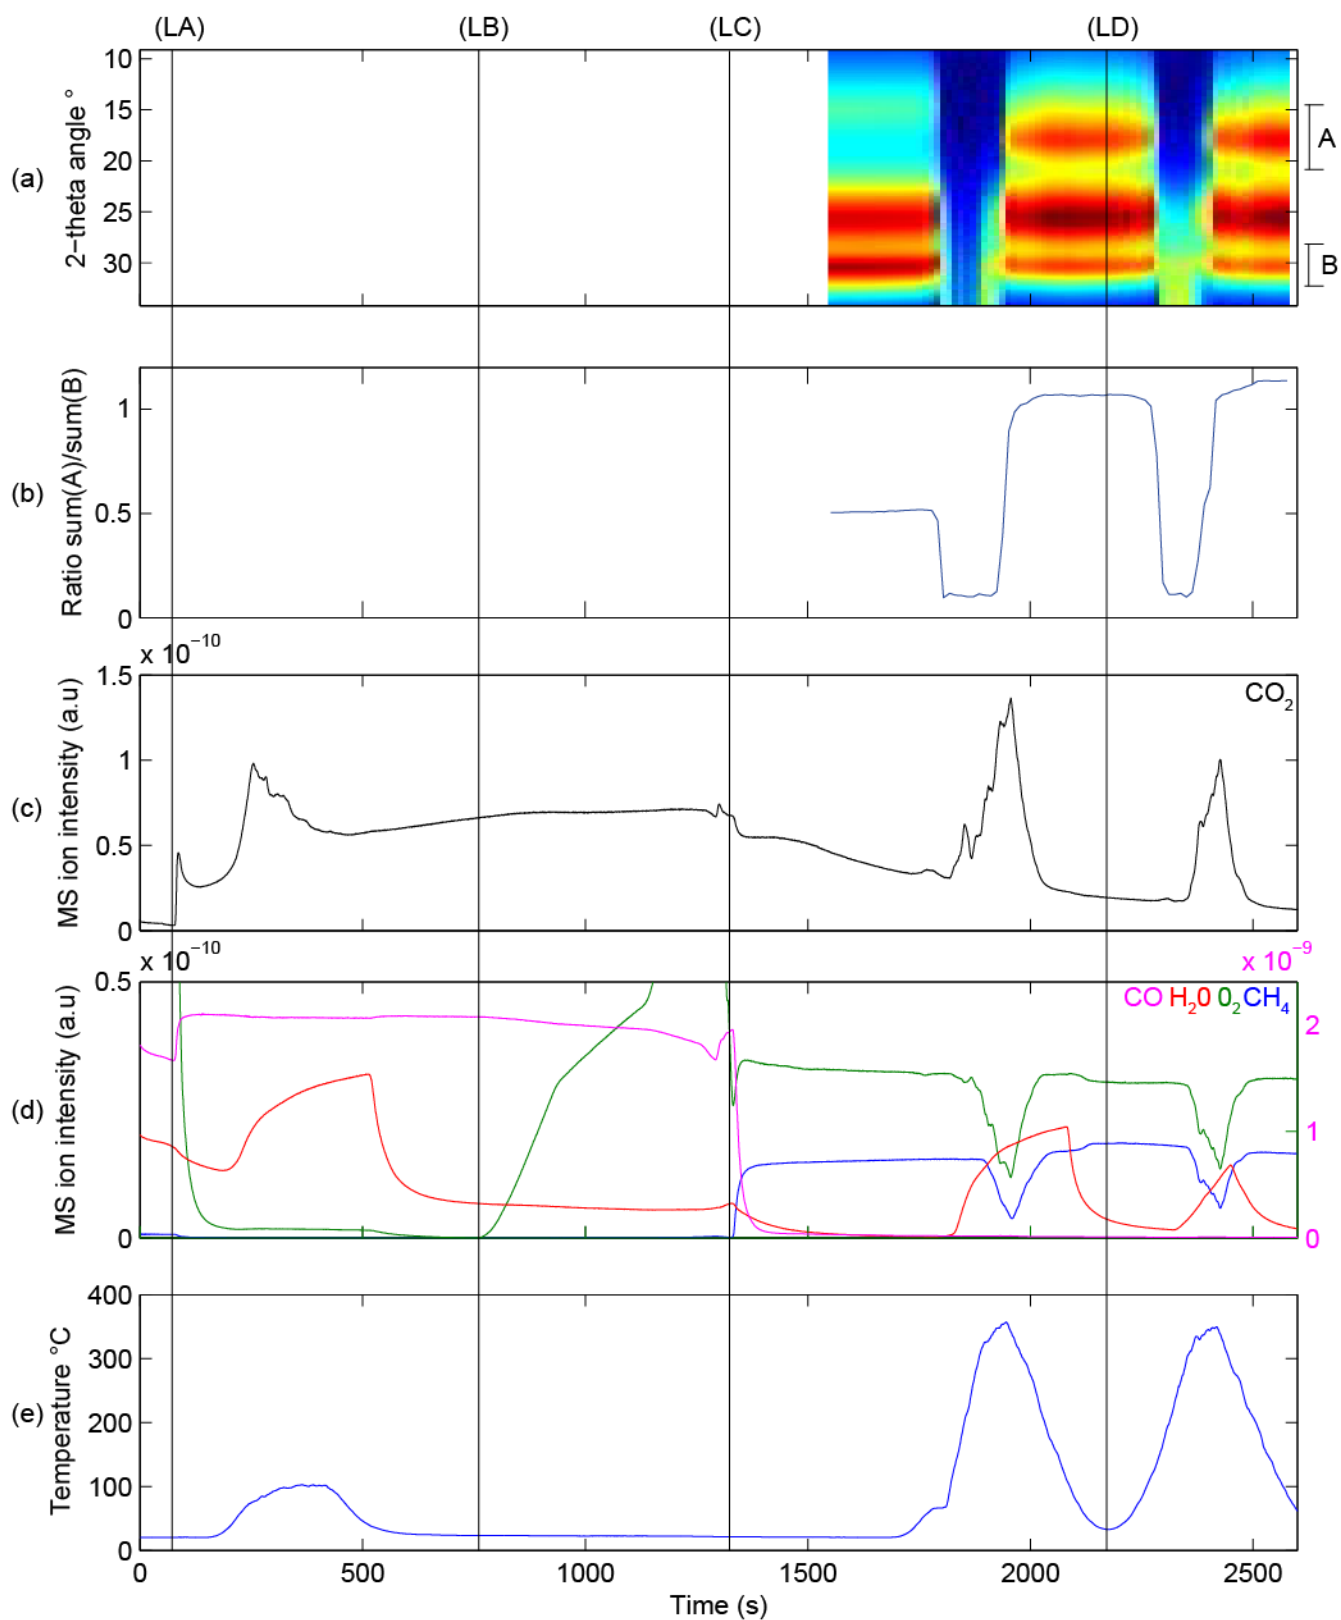 (LA) (LB) (LC) (LD)
(a)
2−theta angle °
10
15
20
25
30
A
B
(b)
Ratio sum(A)/sum(B)
1
0.5
0
(c)
MS ion intensity (a.u)
x 10−10
1.5
1
0.5
0
CO2
(d)
MS ion intensity (a.u)
x 10−10
0.5
0
x 10−9
CO H20 02 CH4
2
1
0
(e)
Temperature °C
400
300
200
100
0
0 500 1000 1500 2000 2500
Time (s)